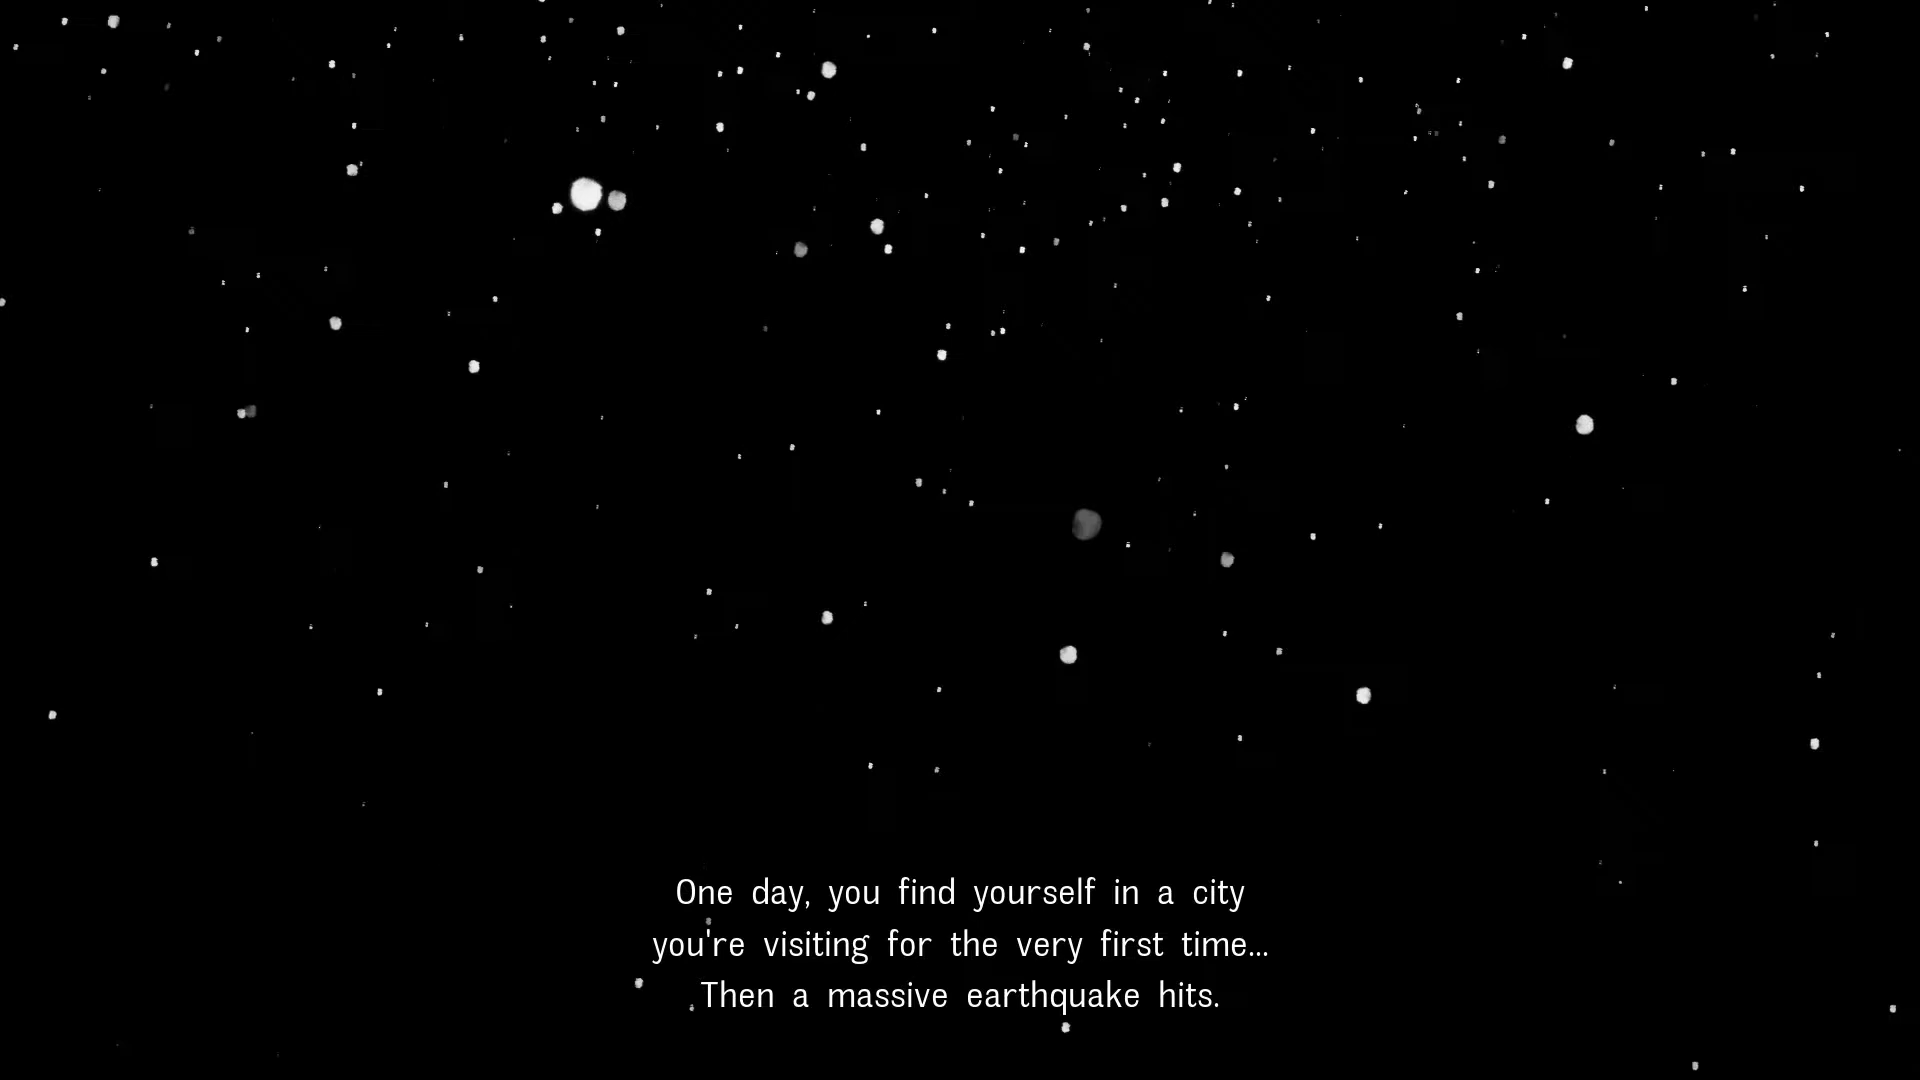 One day, you find yourself in a city
you're visiting for the very first time...
Then a massive earthquake hits.